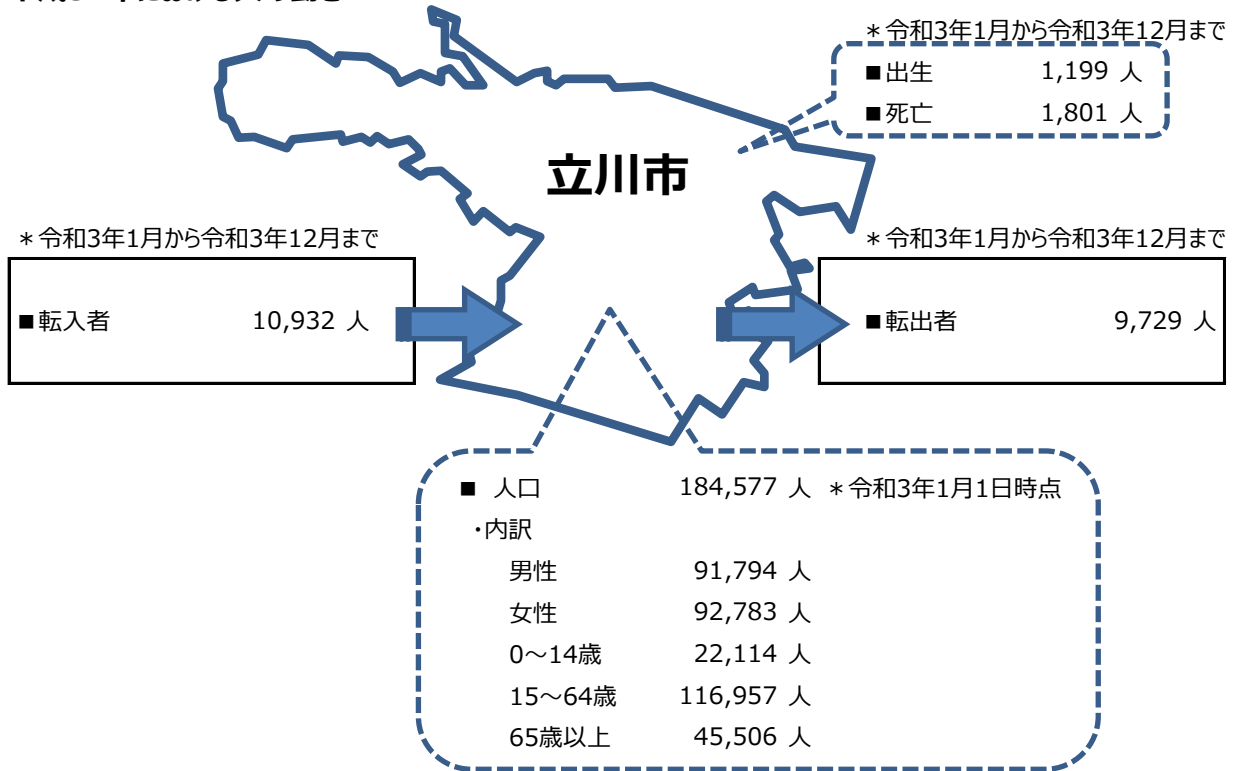 ＊令和3年1月から令和3年12月まで
■出生 1,199 人
■死亡 1,801 人
立川市
＊令和3年1月から令和3年12月まで
■転入者 10,932 人
＊令和3年1月から令和3年12月まで
■転出者 9,729 人
■ 人口 184,577 人 ＊令和3年1月1日時点
・内訳
男性 91,794 人
女性 92,783 人
0～14歳 22,114 人
15～64歳 116,957 人
65歳以上 45,506 人